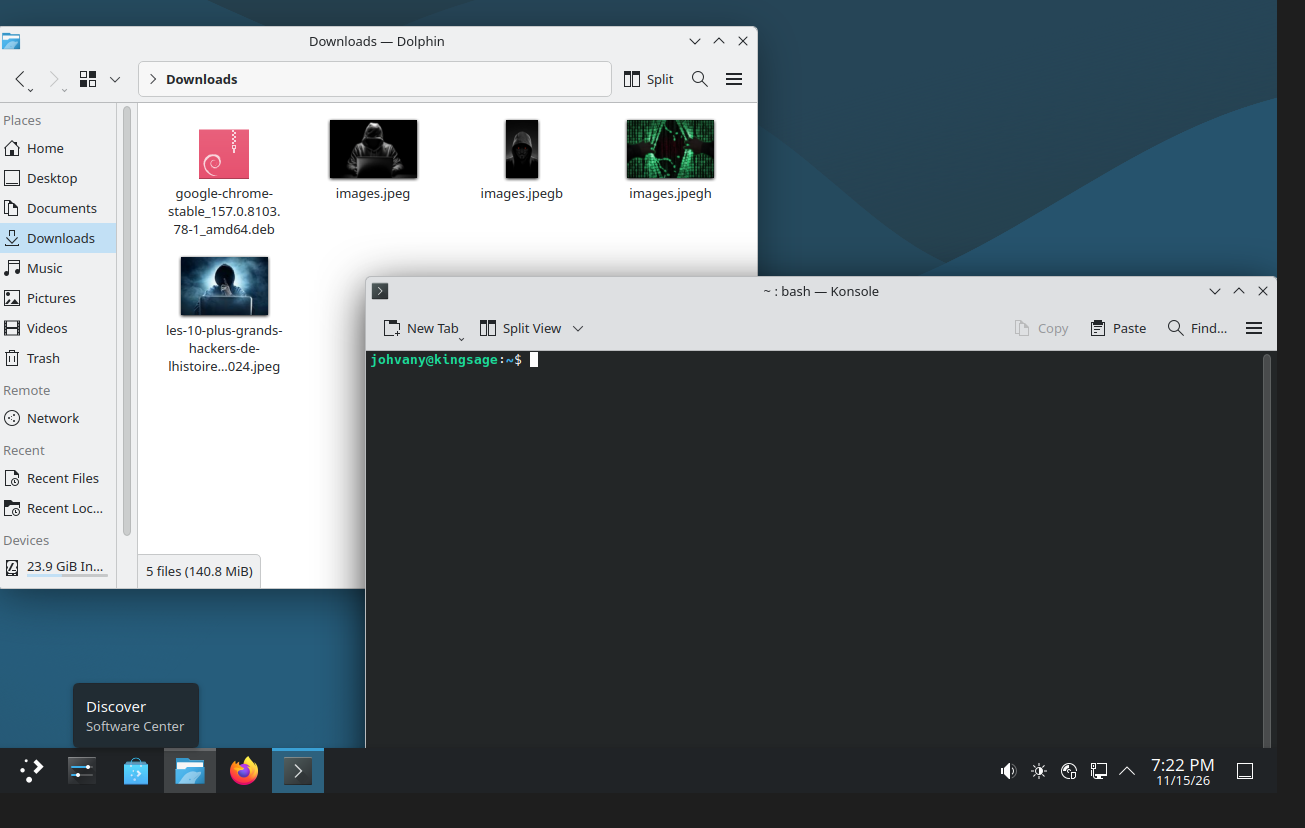 Downloads — Dolphin
Downloads
Split
Places
Home
Desktop
Documents
Downloads
Music
Pictures
Videos
Trash
Remote
Network
Recent
Recent Files
Recent Loc...
Devices
23.9 GiB In...
google-chrome-
stable_157.0.8103.
78-1_amd64.deb
images.jpeg
images.jpegb
images.jpegh
les-10-plus-grands-
hackers-de-
lhistoire...024.jpeg
5 files (140.8 MiB)
~ : bash — Konsole
New Tab
Split View
Copy
Paste
Find...
johvany@kingsage:~$
Discover
Software Center
7:22 PM
11/15/26